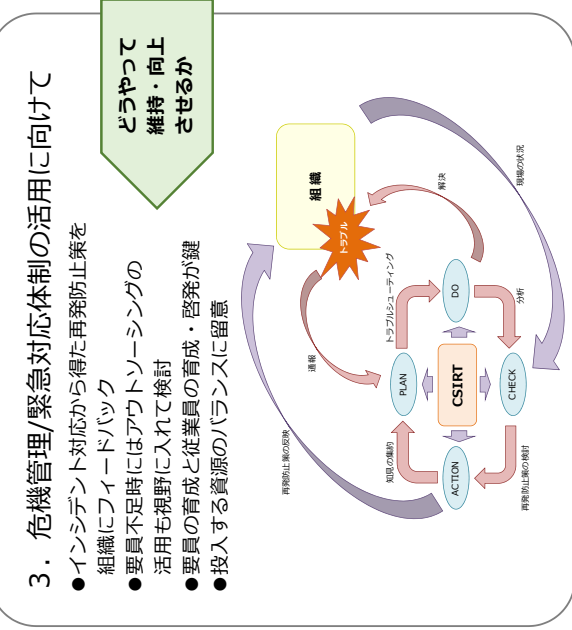 3．危機管理/緊急対応体制の活用に向けて
●インシデント対応から得た再発防止策を
組織にフィードバック
●要員不足時にはアウトソーシングの
活用も視野に入れて検討
●要員の育成と従業員の育成・啓発が鍵
●投入する資源のバランスに留意
どうやって
維持・向上
させるか
再発防止策の反映
通報
組織
トラブル
トラブルシューティング
解決
現場の状況
知見の集約
PLAN
DO
ACTION
CSIRT
CHECK
分析
再発防止策の検討